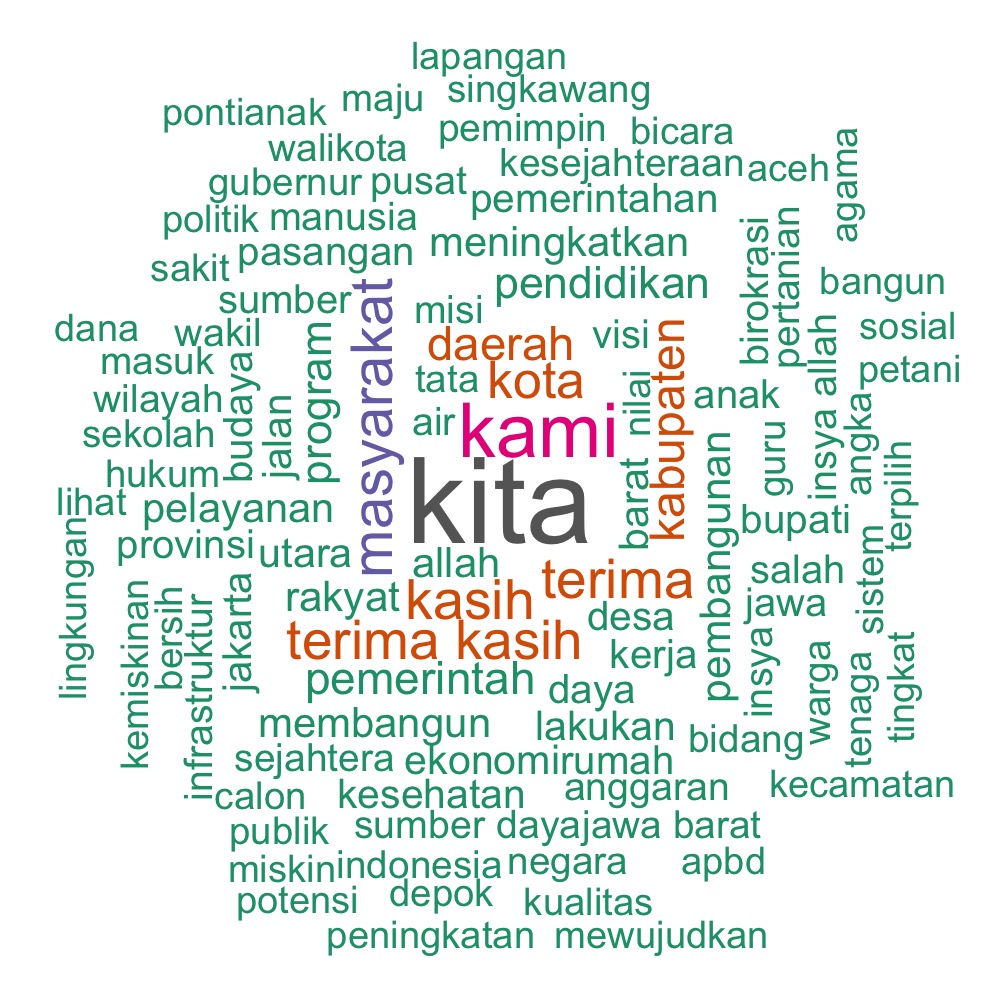 lapangan
maju singkawang
pontianak
pemimpin bicara
walikota
kesejahteraan aceh
agama
gubernur pusat
pemerintahan
politik manusia
meningkatkan
pasangan
sakit
birokrasi
pertanian
pendidikan
bangun
sumber
misi
masyarakat
dana wakil
visi
sosial
daerah
program
kabupaten
insya allah
masuk
petani
tata kota
nilai
anak
wilayah
budaya
jalan
air kami
angka
sekolah
guru
hukum
kita
barat
pembangunan
terpilih
lihat pelayanan
bupati
lingkungan
provinsi utara
allah
terima
salah
sistem
rakyat kasih
desa
jawa
kemiskinan
bersih
infrastruktur
jakarta
terima kasih
kerja
insya
warga
tenaga
tingkat
pemerintah daya
membangun lakukan
bidang
sejahtera ekonomi rumah
calon kesehatan anggaran kecamatan
publik sumber daya jawa barat
miskin indonesia negara apbd
potensi depok kualitas
peningkatan mewujudkan